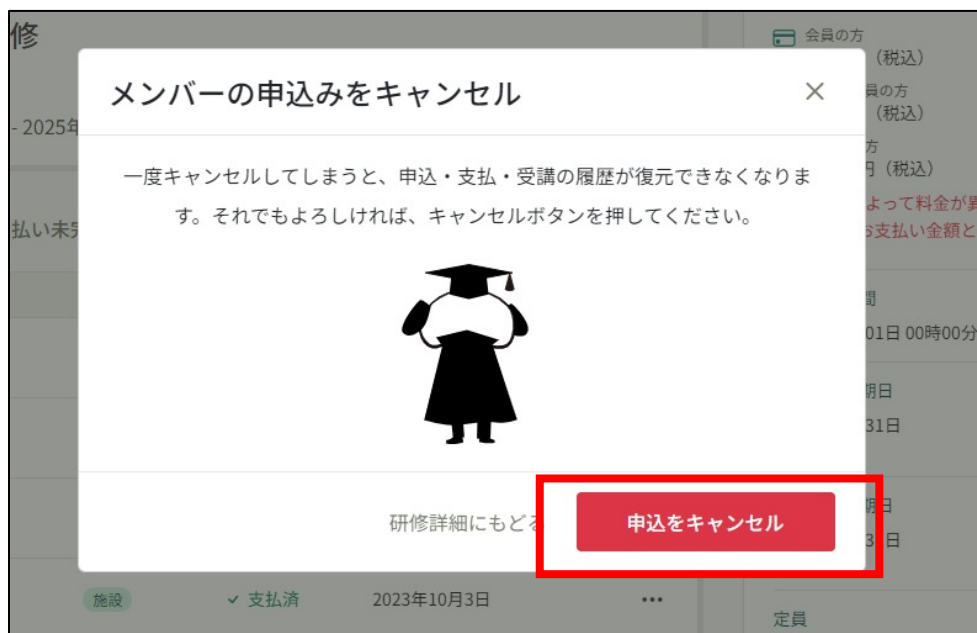 修
- 2025年
払い未完
メンバーの申込みをキャンセル
一度キャンセルしてしまうと、申込・支払・受講の履歴が復元できなくなりま
す。それでもよろしければ、キャンセルボタンを押してください。
研修詳細にもどる
申込をキャンセル
施設
支払済
2023年10月3日
会員の方
（税込）
員の方
（税込）
方
円（税込）
よって料金が異
お支払い金額と
間
01日 00時00分
期日
31日
期日
日
定員